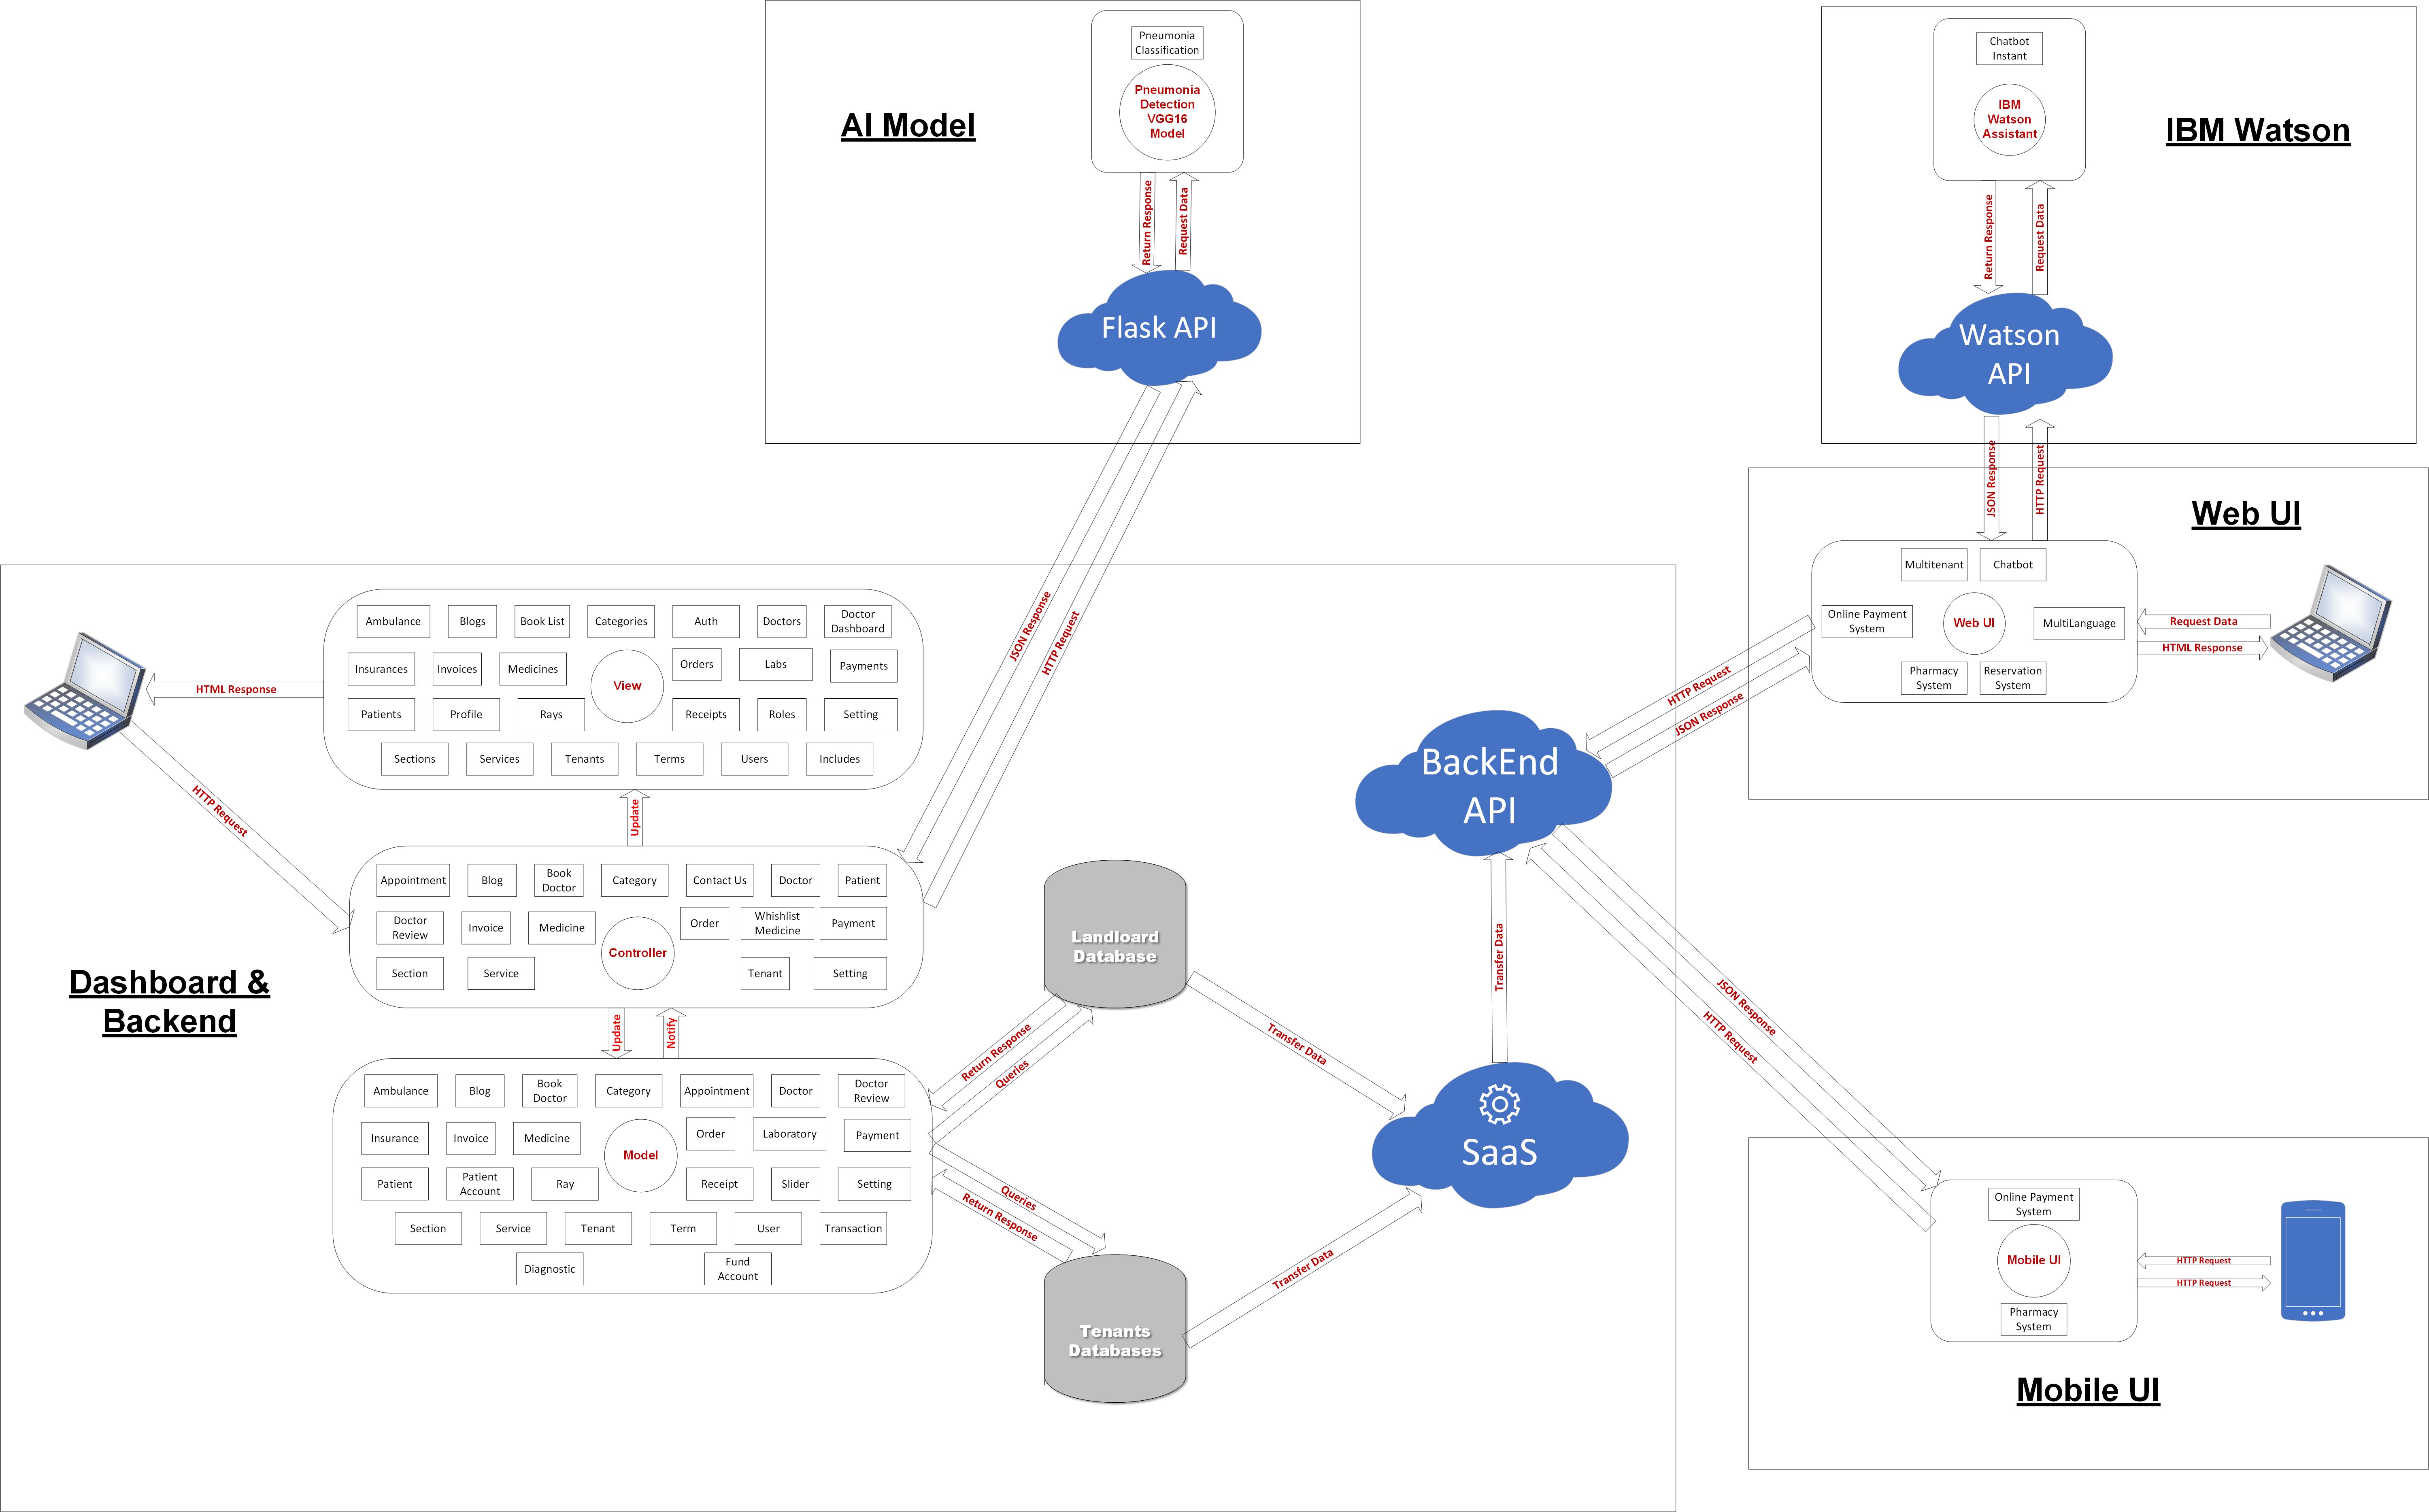 AI Model
Pneumonia
Classification
Pneumonia
Detection
VGG16
Model
Return Response
Request Data
Flask API
JSON Response
HTTP Request
IBM Watson
Chatbot
Instant
IBM
Watson
Assistant
Return Response
Request Data
Watson
API
JSON Response
HTTP Request
Web UI
Multitenant
Chatbot
Online Payment
System
Web UI
MultiLanguage
Pharmacy
System
Reservation
System
Request Data
HTML Response
HTTP Request
JSON Response
Dashboard &
Backend
HTML Response
HTTP Request
Ambulance
Blogs
Book List
Categories
Auth
Doctors
Doctor
Dashboard
Insurances
Invoices
Medicines
View
Orders
Labs
Payments
Patients
Profile
Rays
Receipts
Roles
Setting
Sections
Services
Tenants
Terms
Users
Includes
Update
Appointment
Blog
Book
Doctor
Category
Contact Us
Doctor
Patient
Doctor
Review
Invoice
Medicine
Controller
Order
Whishlist
Medicine
Payment
Section
Service
Tenant
Setting
Update
Notify
Ambulance
Blog
Book
Doctor
Category
Appointment
Doctor
Doctor
Review
Insurance
Invoice
Medicine
Model
Order
Laboratory
Payment
Patient
Patient
Account
Ray
Receipt
Slider
Setting
Section
Service
Tenant
Term
User
Transaction
Diagnostic
Fund
Account
Landloard
Database
Return Response
Queries
Queries
Return Response
Tenants
Databases
Transfer Data
Transfer Data
SaaS
Transfer Data
BackEnd
API
JSON Response
HTTP Request
Online Payment
System
Mobile UI
Pharmacy
System
HTTP Request
HTTP Request
Mobile UI